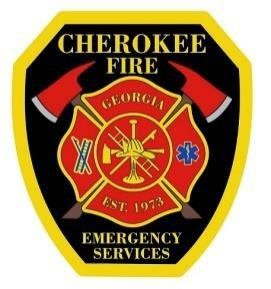 CHEROKEE
FIRE
GEORGIA
EST. 1973
EMERGENCY
SERVICES